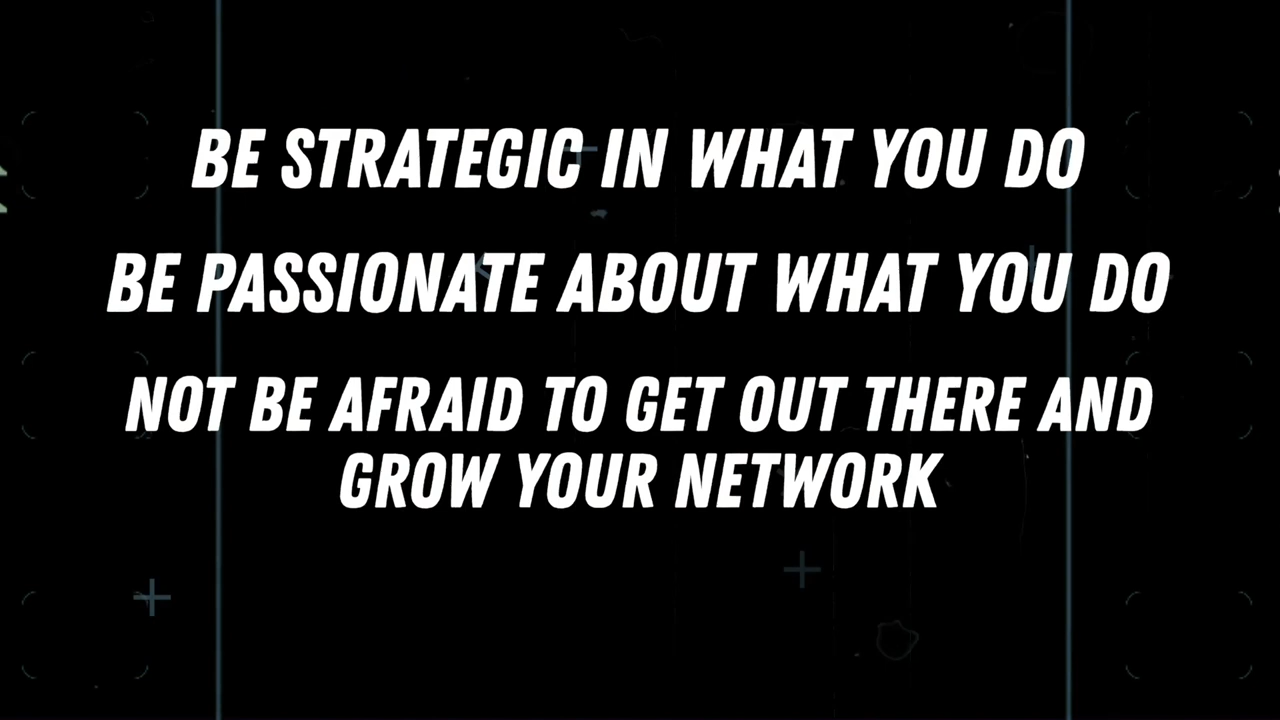 BE STRATEGIC IN WHAT YOU DO
BE PASSIONATE ABOUT WHAT YOU DO
NOT BE AFRAID TO GET OUT THERE AND
GROW YOUR NETWORK